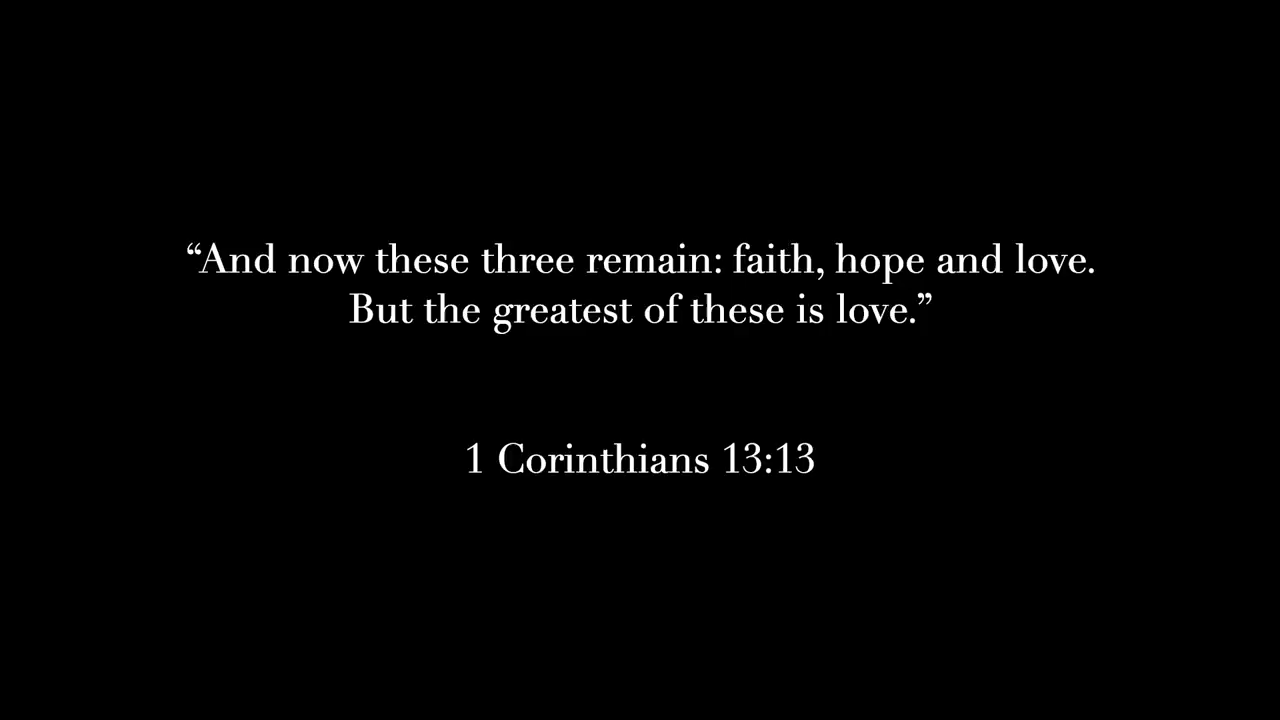 “And now these three remain: faith, hope and love.
But the greatest of these is love.”
1 Corinthians 13:13